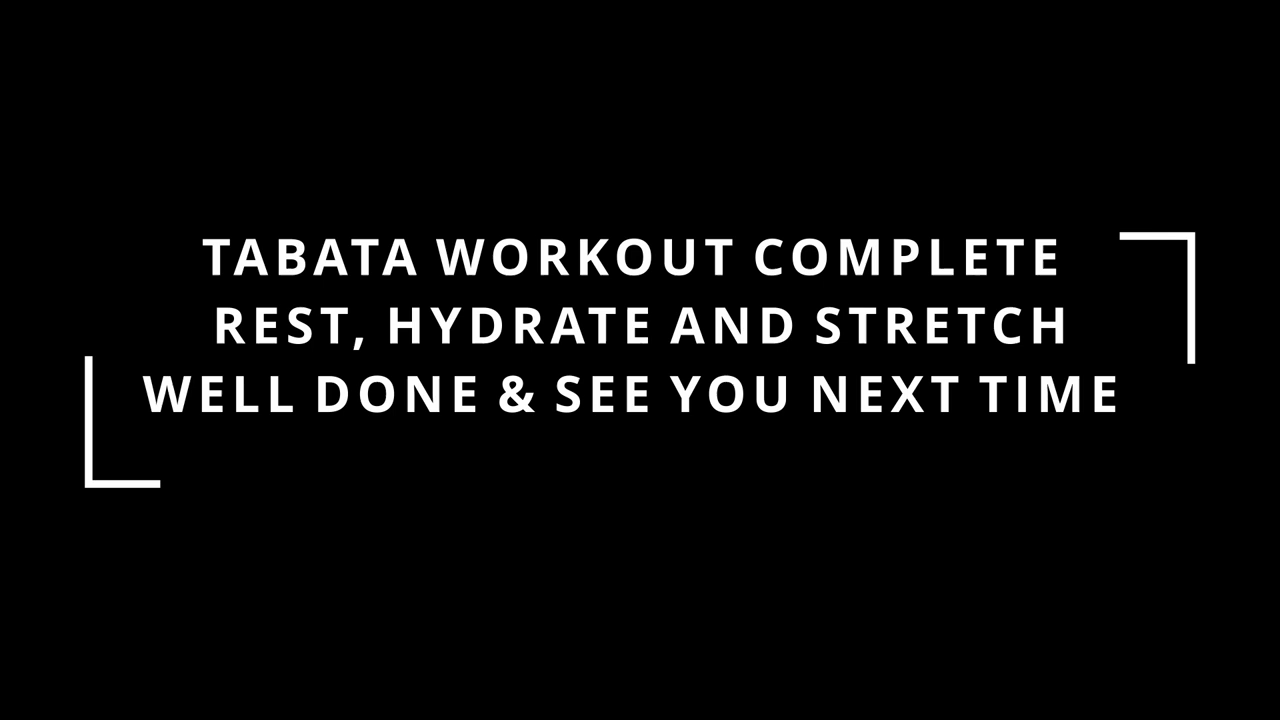 TABATA WORKOUT COMPLETE
REST, HYDRATE AND STRETCH
WELL DONE & SEE YOU NEXT TIME